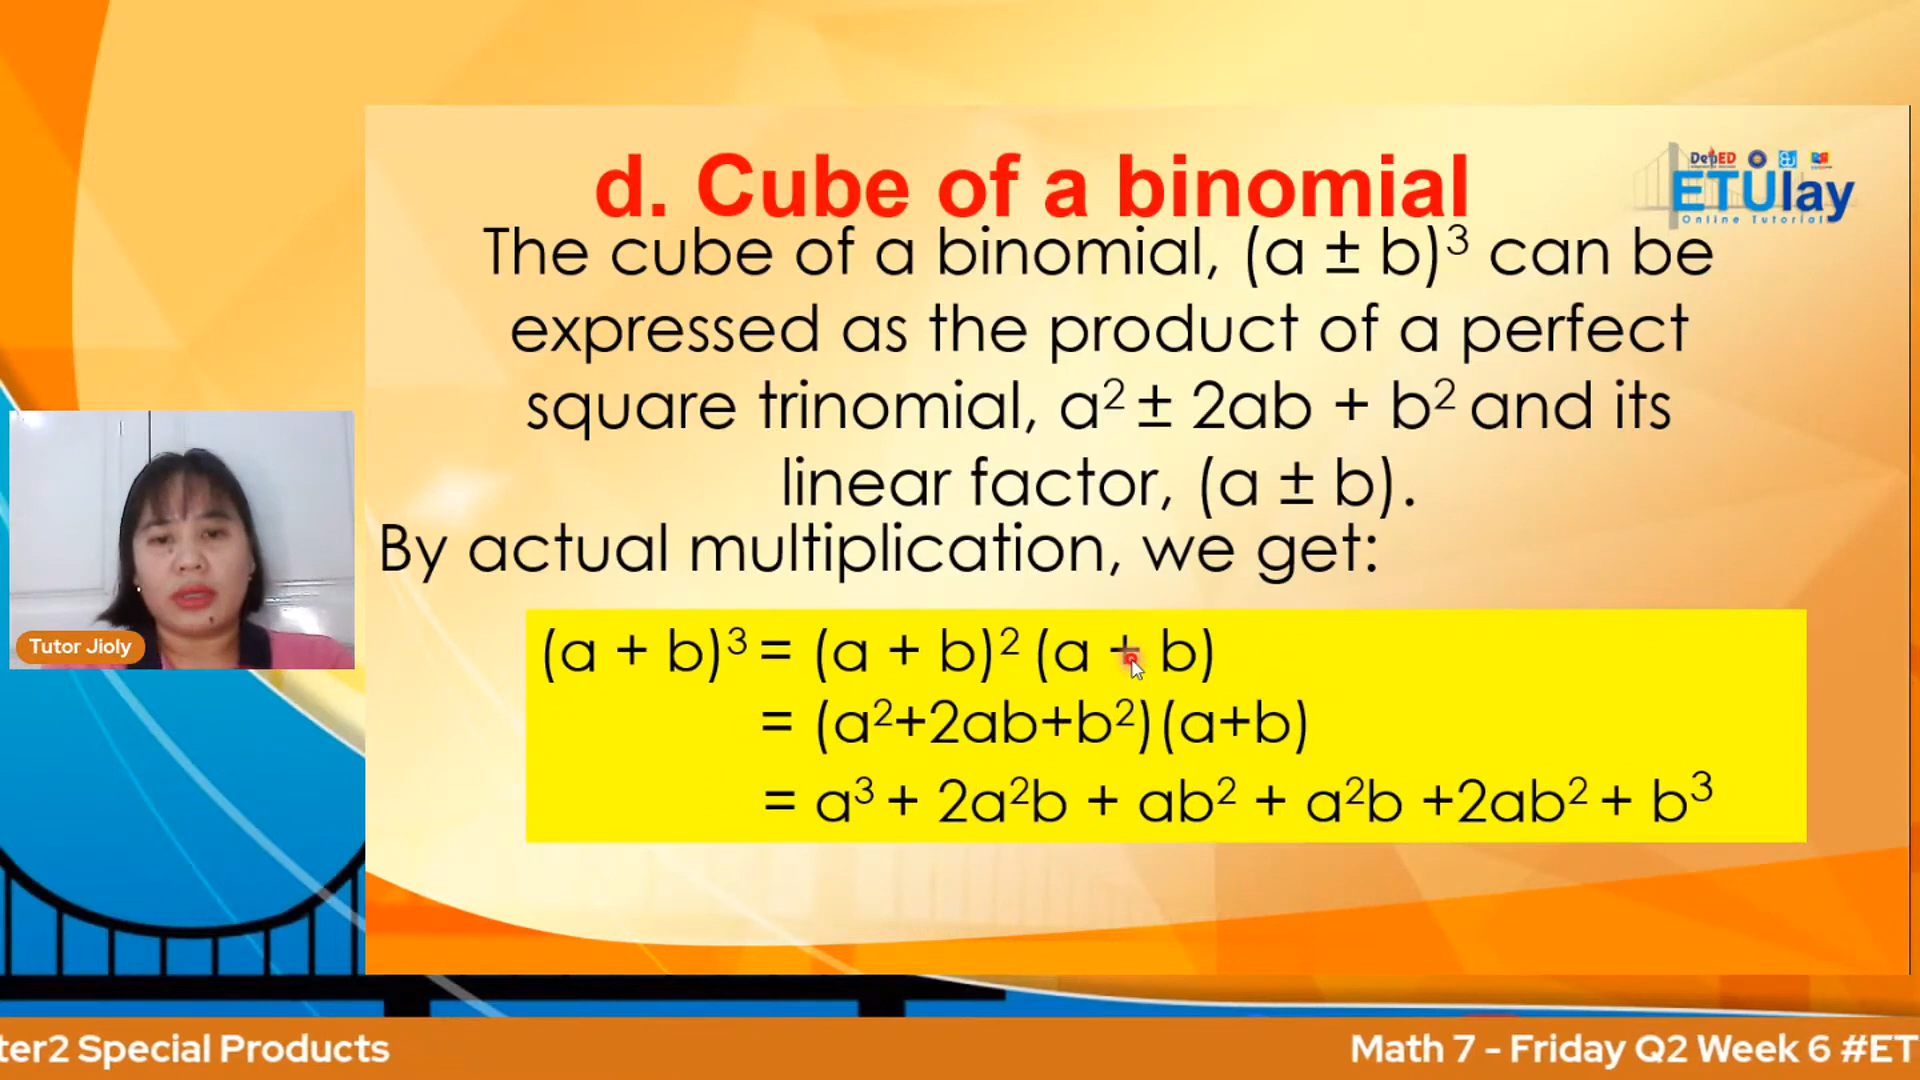 d. Cube of a binomial
DepED
ETUlay
Online Tutorial
The cube of a binomial, (a ± b)³ can be
expressed as the product of a perfect
square trinomial, a² ± 2ab + b² and its
linear factor, (a ± b).
By actual multiplication, we get:
(a + b)³ = (a + b)² (a + b)
= (a²+2ab+b²)(a+b)
= a³ + 2a²b + ab² + a²b +2ab² + b³
Tutor Jioly
ter2 Special Products
Math 7 - Friday Q2 Week 6 #ET